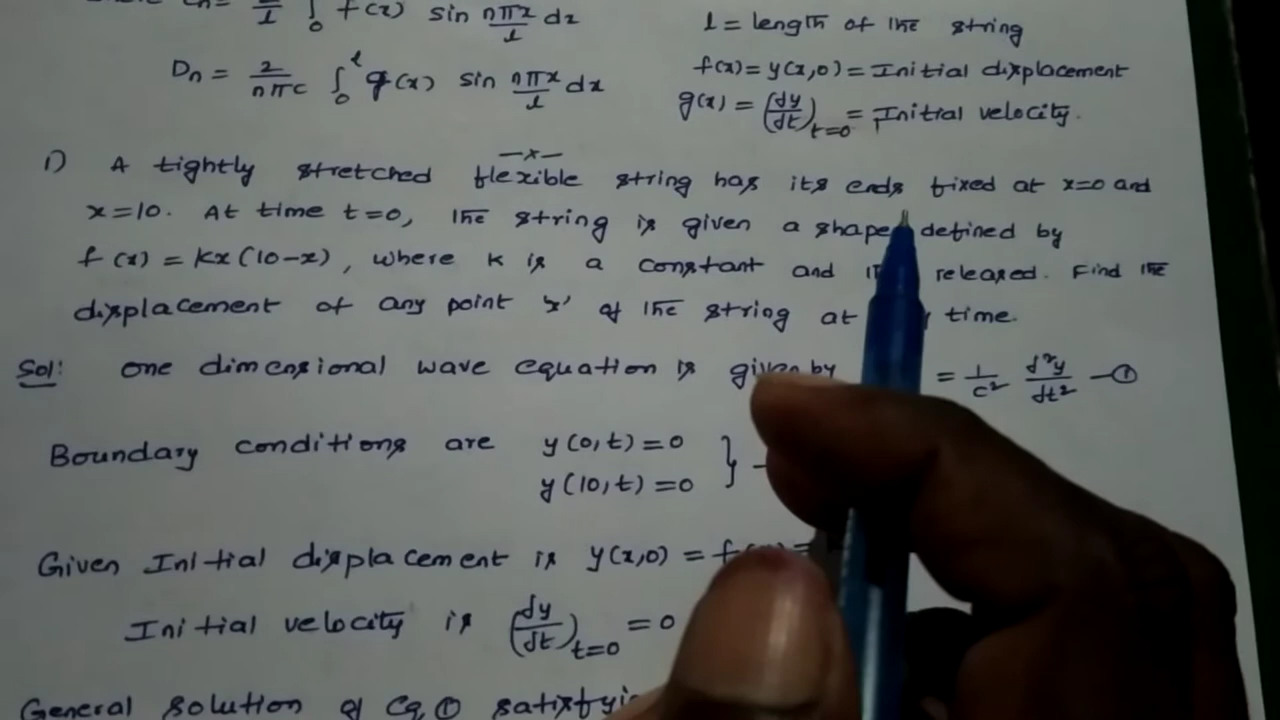 Cn = 2/l ∫₀ f(x) sin nπx/l dx
l = length of the string
Dn = 2/nπc ∫₀ˡ g(x) sin nπx/l dx
f(x) = y(x,0) = Initial displacement
g(x) = (dy/dt)t=0 = Initial velocity.
—x—
1) A tightly stretched flexible string has its ends fixed at x=0 and
x=10. At time t=0, the string is given a shape defined by
f(x) = Kx(10-x), where K is a constant and released. Find the
displacement of any point 'x' of the string at time.
Sol: One dimensional wave equation is given by = 1/c² d²y/dt² —①
Boundary conditions are y(0,t)=0
y(10,t)=0 } —
Given Initial displacement is y(x,0) =
Initial velocity is (dy/dt)t=0 = 0
General solution of Eq ①